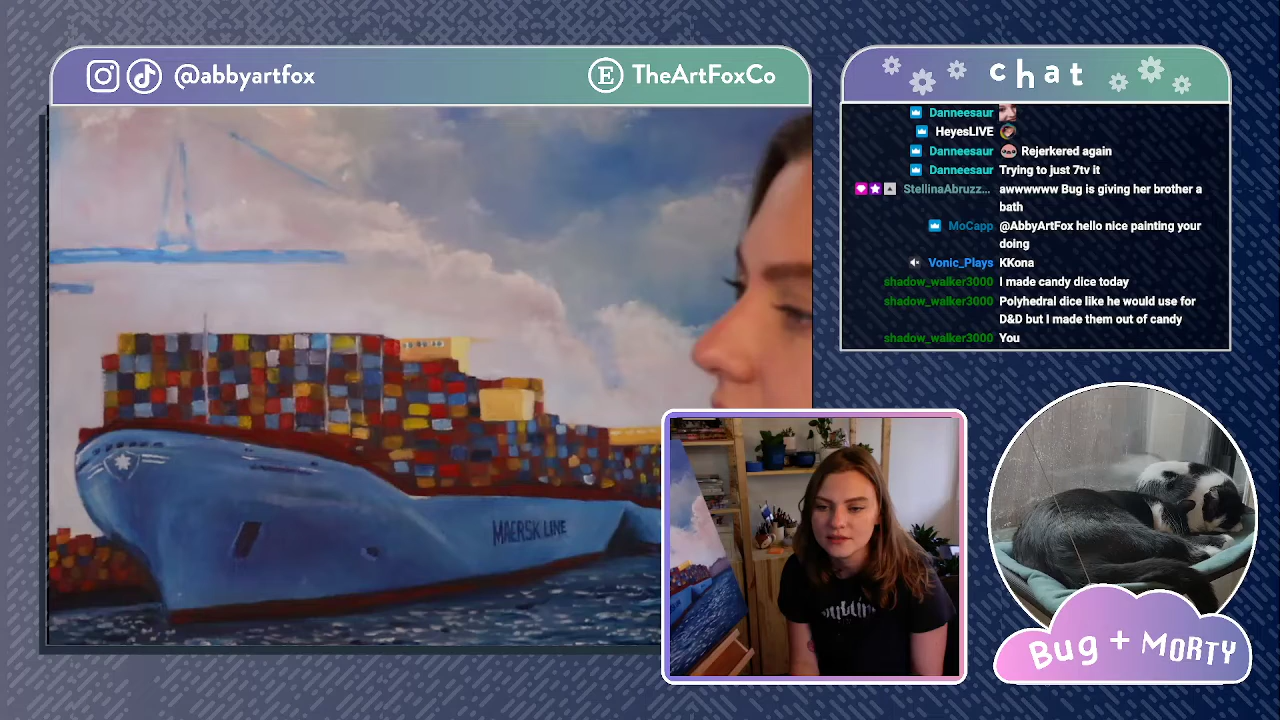 @abbyartfox
TheArtFoxCo
chat
Danneesaur
HeyesLIVE
Danneesaur Rejerkered again
Danneesaur Trying to just 7tv it
StellinaAbruzz... awwwwwww Bug is giving her brother a
bath
MoCapp @AbbyArtFox hello nice painting your
doing
Vonic_Plays KKona
shadow_walker3000 I made candy dice today
shadow_walker3000 Polyhedral dice like he would use for
D&D but I made them out of candy
shadow_walker3000 You
MAERSK LINE
Bug + MORTY